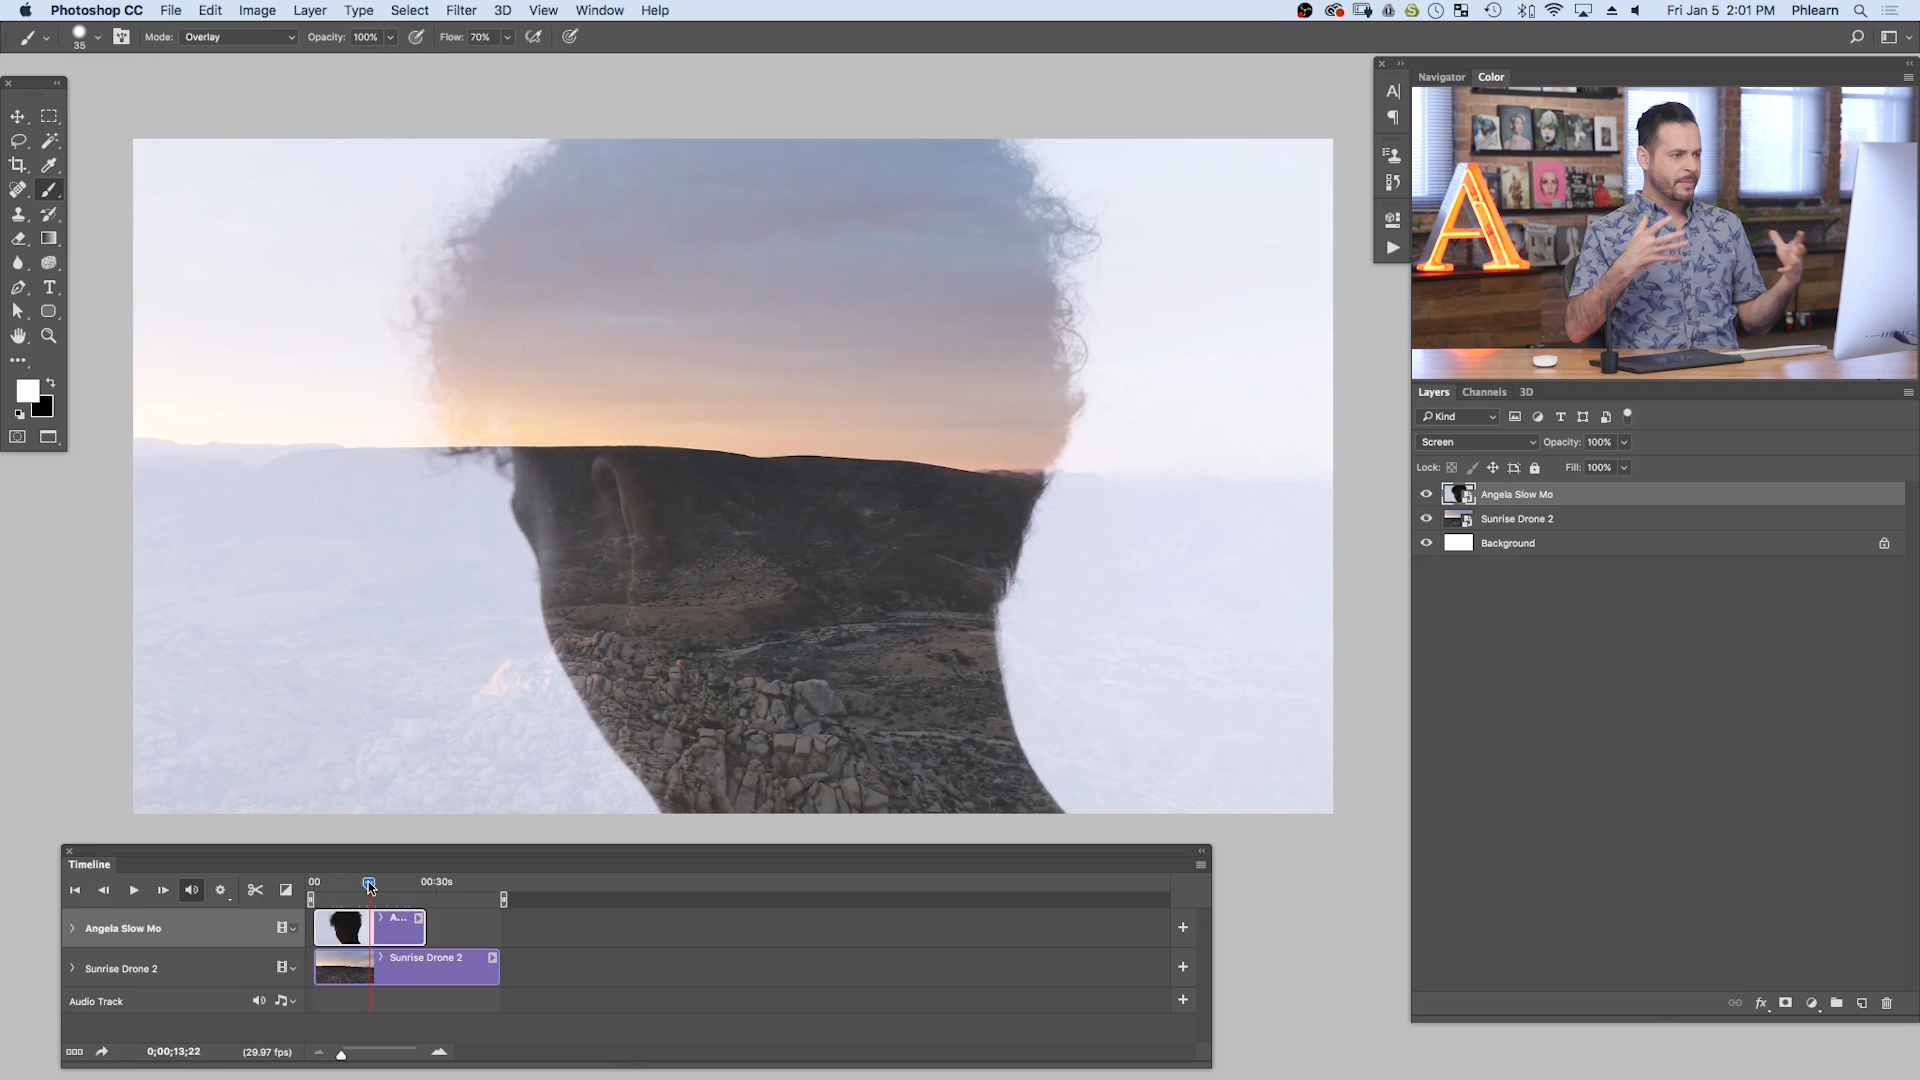 Photoshop CC File Edit Image Layer Type Select Filter 3D View Window Help Fri Jan 5 2:01 PM Phlearn
35 Mode: Overlay Opacity: 100% Flow: 70%
Navigator Color
A
Layers Channels 3D
Kind
Screen Opacity: 100%
Lock: Fill: 100%
Angela Slow Mo
Sunrise Drone 2
Background
fx
Timeline
00 00:30s
Angela Slow Mo A...
Sunrise Drone 2 Sunrise Drone 2
Audio Track
0;00;13;22 (29.97 fps)